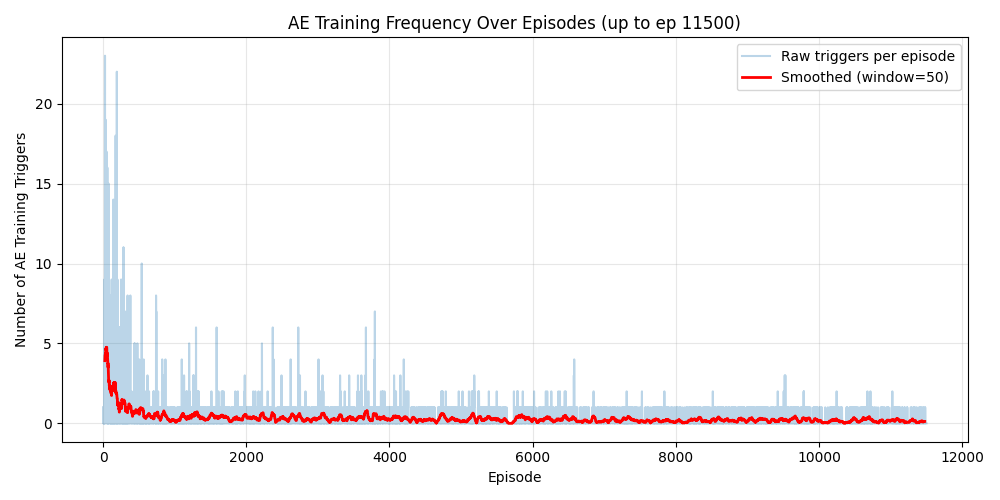 AE Training Frequency Over Episodes (up to ep 11500)
Raw triggers per episode
Smoothed (window=50)
Number of AE Training Triggers
20
15
10
5
0
0 2000 4000 6000 8000 10000 12000
Episode